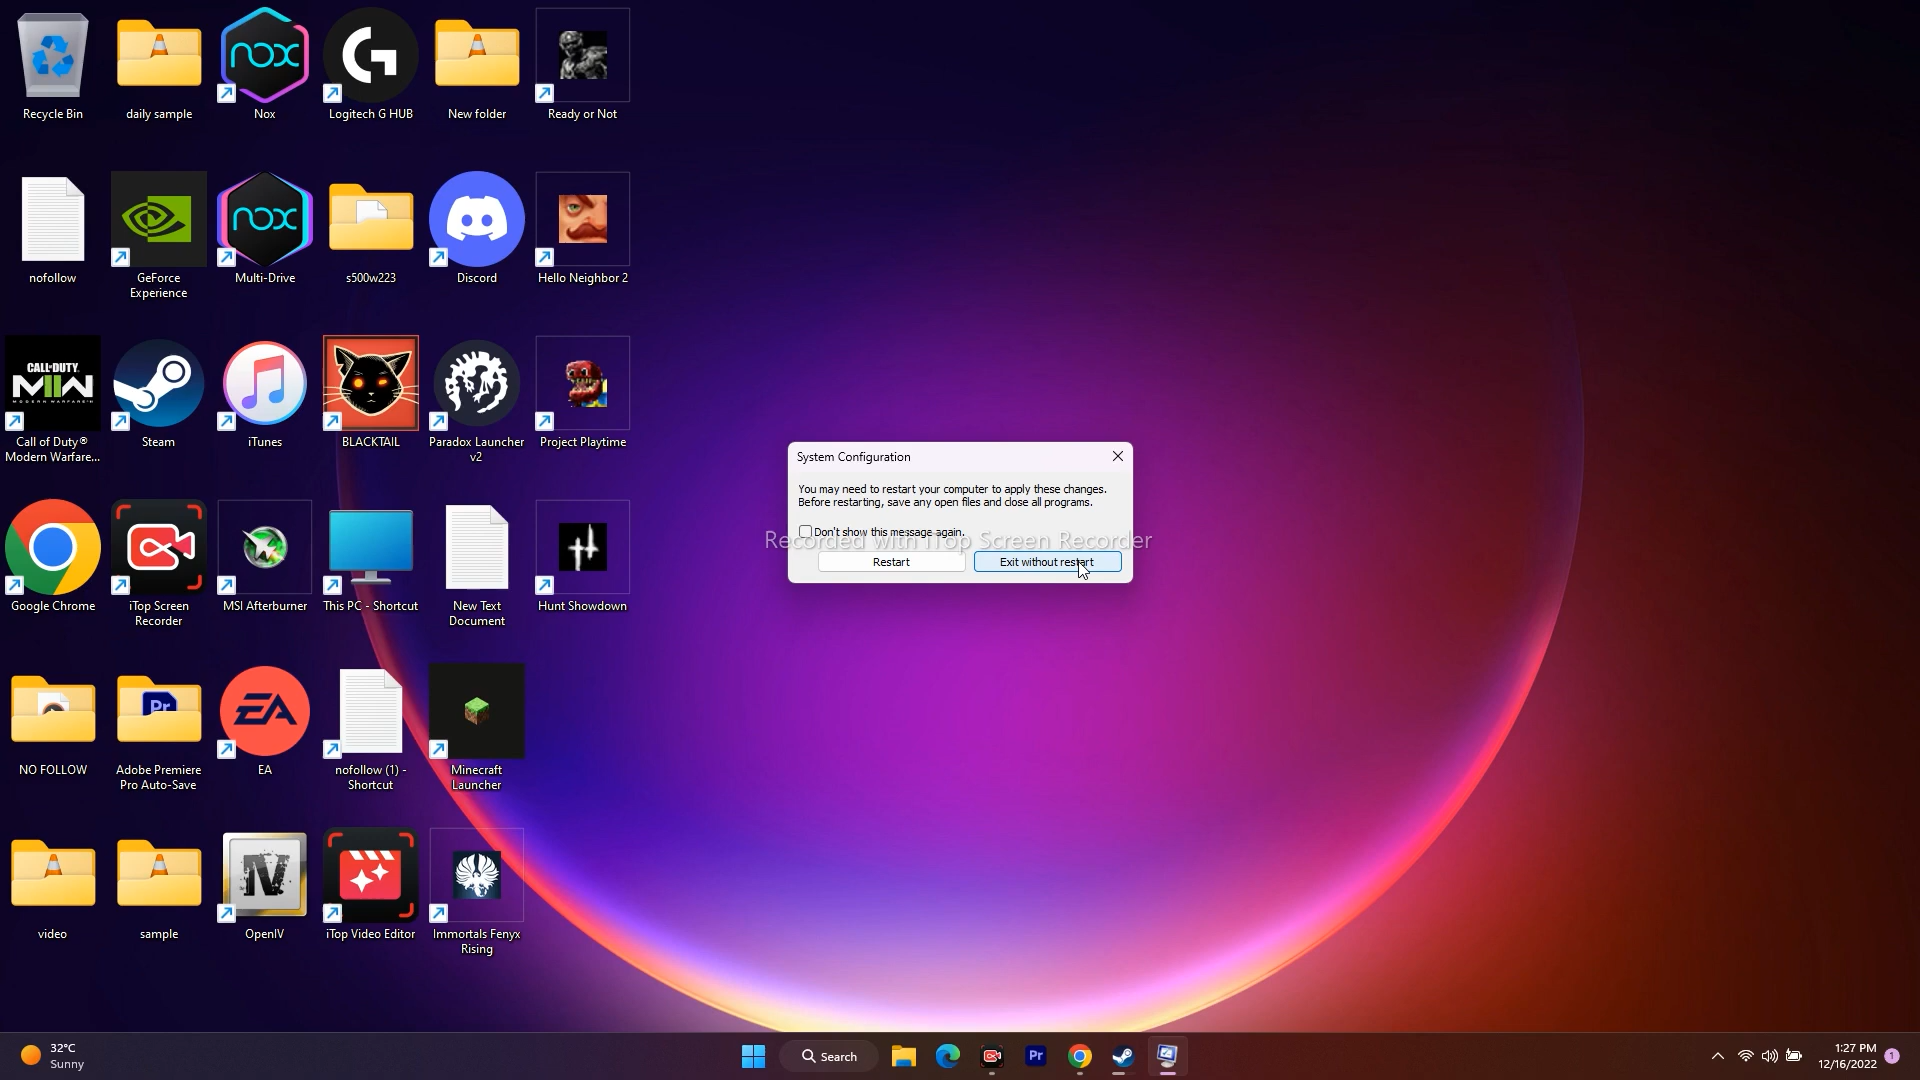 Recycle Bin
daily sample
nox
Nox
Logitech G HUB
New folder
Ready or Not
nofollow
GeForce
Experience
nox
Multi-Drive
s500w223
Discord
Hello Neighbor 2
CALL OF DUTY
MW
MODERN WARFARE
Call of Duty®
Modern Warfare...
Steam
iTunes
BLACKTAIL
Paradox Launcher
v2
Project Playtime
System Configuration
You may need to restart your computer to apply these changes.
Before restarting, save any open files and close all programs.
Don't show this message again.
Recorded with iTop Screen Recorder
Restart
Exit without restart
Google Chrome
iTop Screen
Recorder
MSI Afterburner
This PC - Shortcut
New Text
Document
Hunt Showdown
NO FOLLOW
Pr
Adobe Premiere
Pro Auto-Save
EA
EA
nofollow (1) -
Shortcut
Minecraft
Launcher
video
sample
IV
OpenIV
iTop Video Editor
Immortals Fenyx
Rising
32°C
Sunny
Search
Pr
1:27 PM
12/16/2022
1